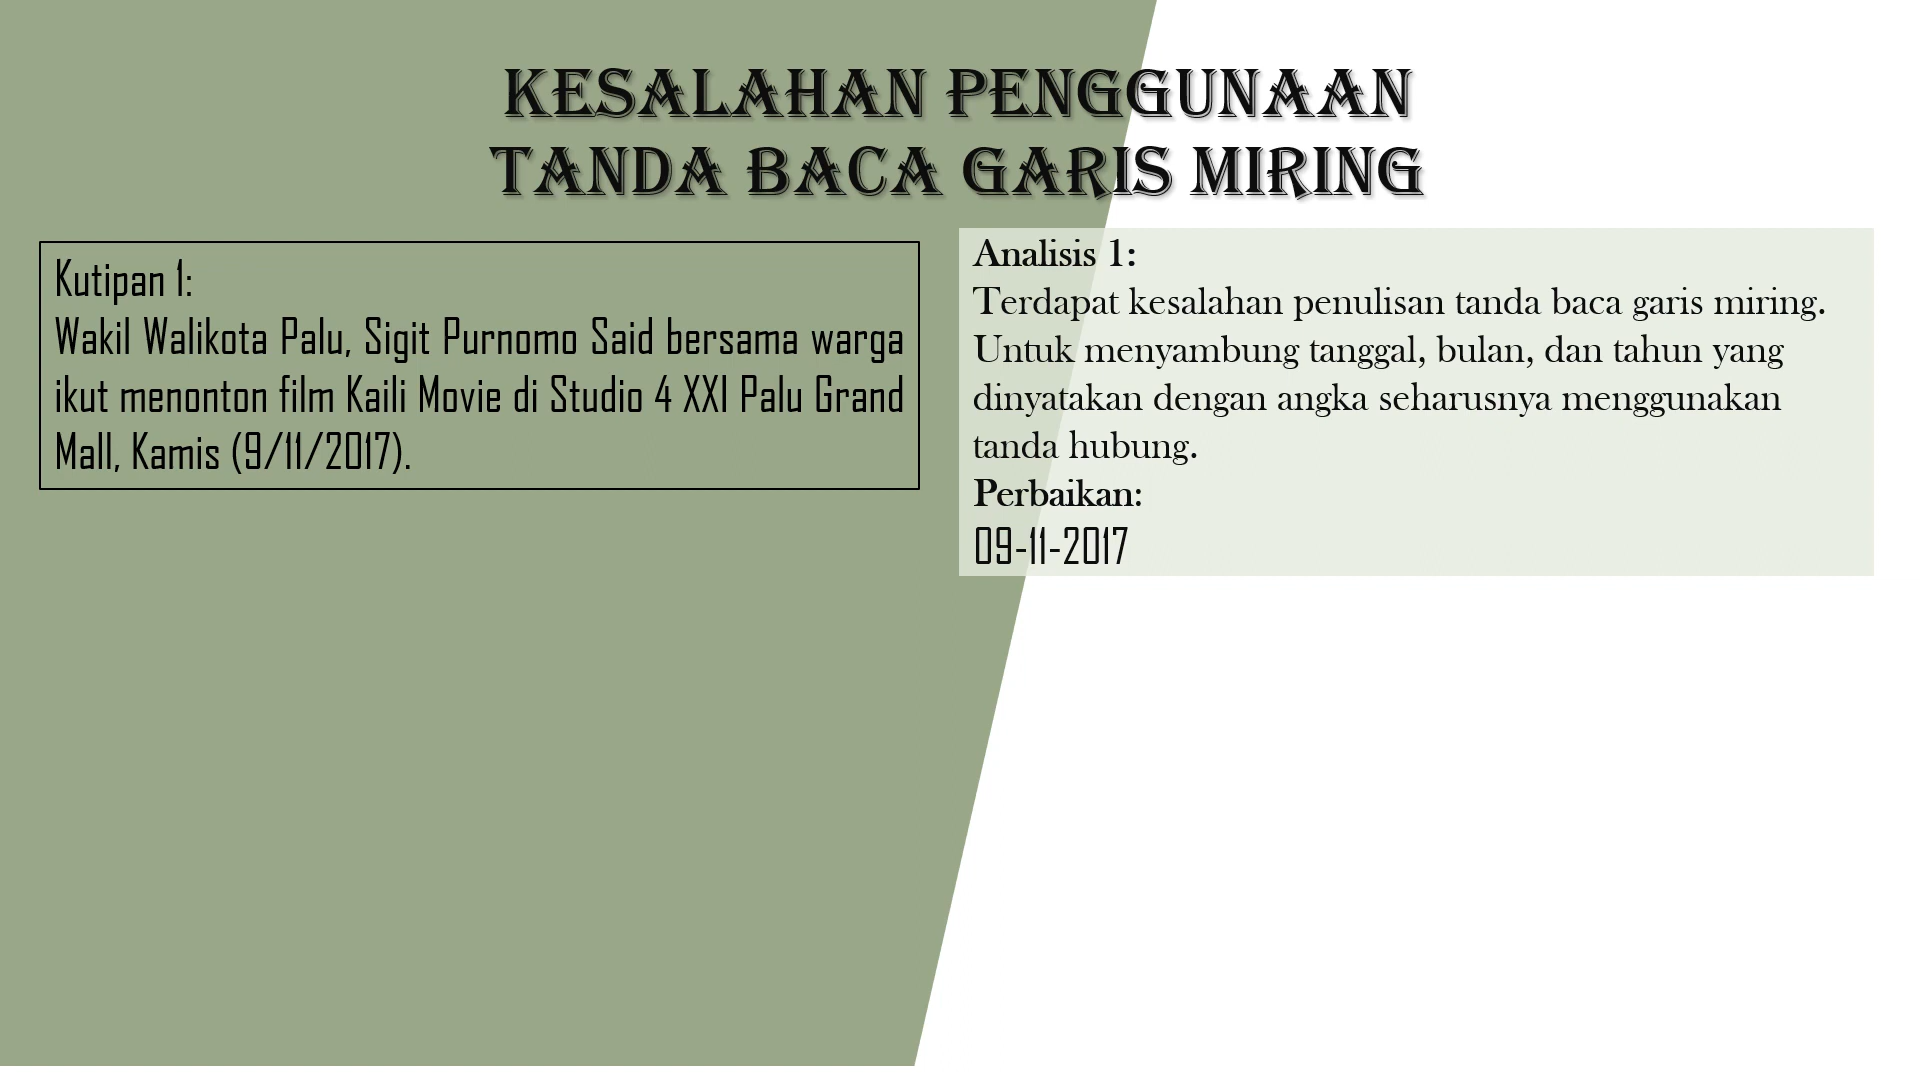 KESALAHAN PENGGUNAAN
TANDA BACA GARIS MIRING
Kutipan 1:
Wakil Walikota Palu, Sigit Purnomo Said bersama warga
ikut menonton film Kaili Movie di Studio 4 XXI Palu Grand
Mall, Kamis (9/11/2017).
Analisis 1:
Terdapat kesalahan penulisan tanda baca garis miring.
Untuk menyambung tanggal, bulan, dan tahun yang
dinyatakan dengan angka seharusnya menggunakan
tanda hubung.
Perbaikan:
09-11-2017